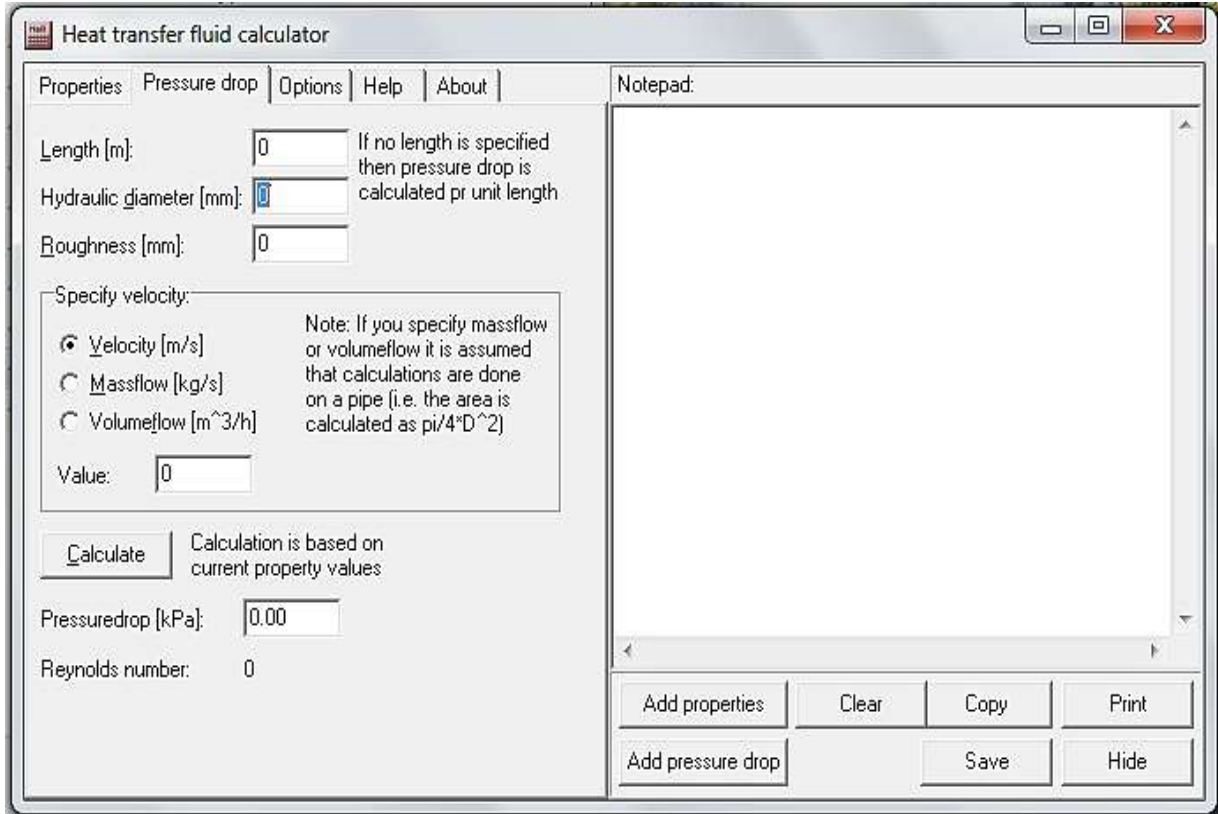 Heat transfer fluid calculator
Properties Pressure drop Options Help About
Length [m]: 0
If no length is specified
then pressure drop is
calculated pr unit length
Hydraulic diameter [mm]: 0
Roughness [mm]: 0
Specify velocity:
Velocity [m/s]
Massflow [kg/s]
Volumeflow [m^3/h]
Note: If you specify massflow
or volumeflow it is assumed
that calculations are done
on a pipe (i.e. the area is
calculated as pi/4*D^2)
Value: 0
Calculate
Calculation is based on
current property values
Pressuredrop [kPa]: 0.00
Reynolds number: 0
Notepad:
Add properties Clear Copy Print
Add pressure drop Save Hide